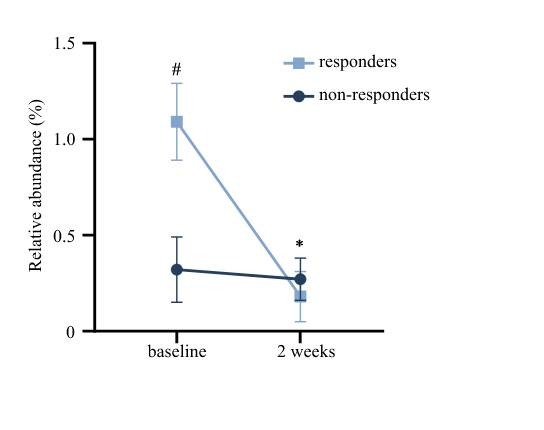 1.5
#
responders
non-responders
1.0
Relative abundance (%)
0.5
*
0
baseline
2 weeks